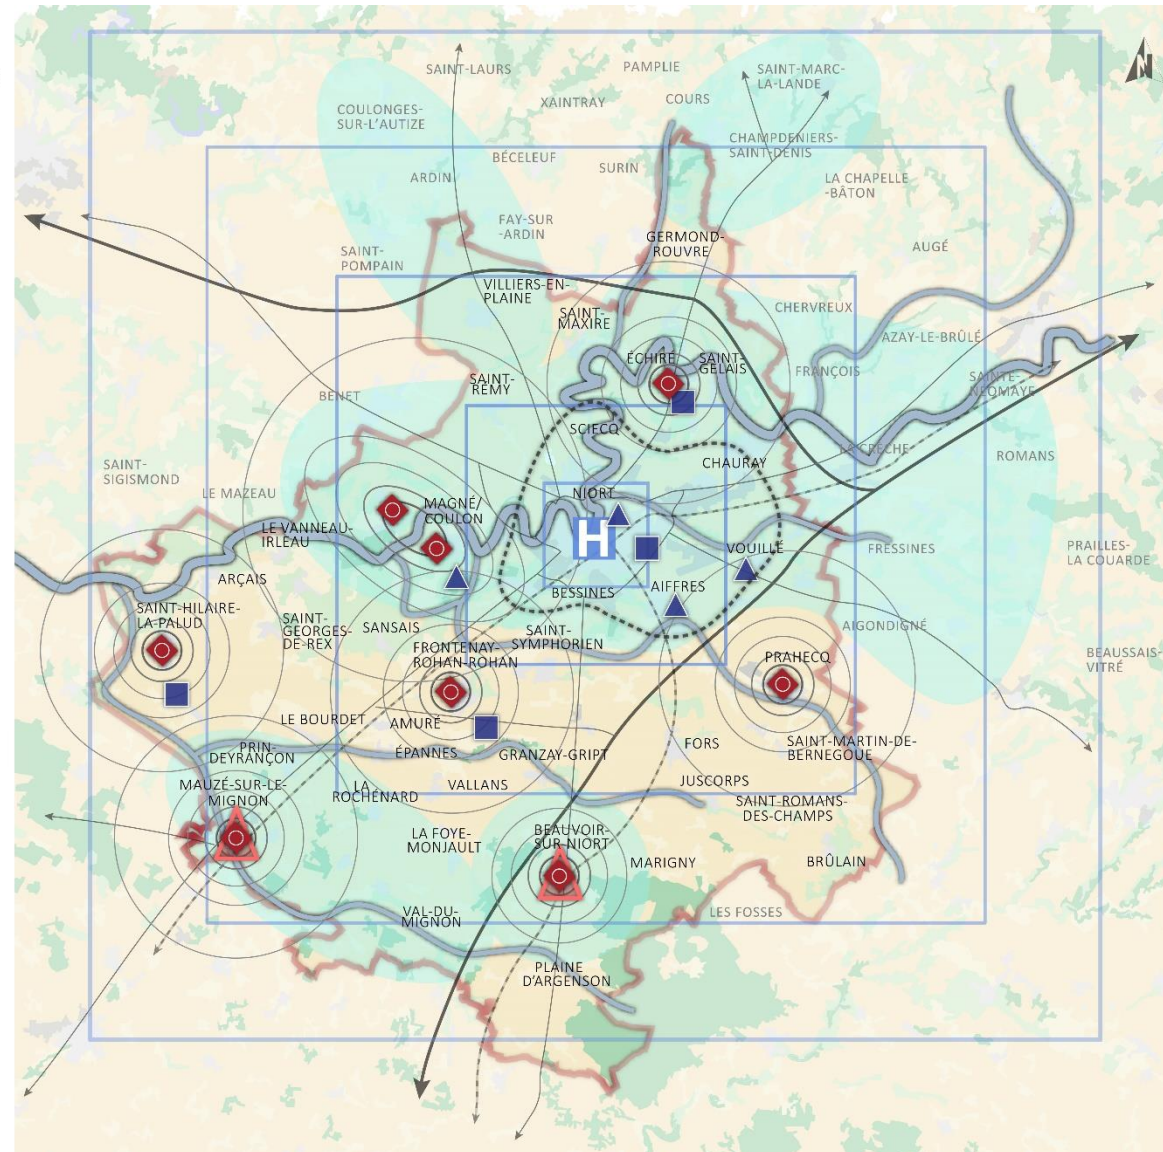 SAINT-LAURS
PAMPLIE
SAINT-MARC-
LA-LANDE
N
COULONGES-
SUR-L'AUTIZE
XAINTRAY
COURS
CHAMPDENIERS-
SAINT-DENIS
BÉCELEUF
SURIN
ARDIN
LA CHAPELLE
-BÂTON
FAY-SUR
-ARDIN
GERMOND-
ROUVRE
AUGÉ
SAINT-
POMPAIN
VILLIERS-EN-
PLAINE
SAINT-
MAXIRE
CHERVREUX
AZAY-LE-BRÛLÉ
ÉCHIRÉ
SAINT-
GELAIS
FRANÇOIS
SAINTE-
NÉOMAYE
SAINT-
RÉMY
BENET
SCIECQ
LA CRÈCHE
ROMANS
CHAURAY
SAINT-
SIGISMOND
LE MAZEAU
NIORT
MAGNÉ/
COULON
LE VANNEAU-
IRLEAU
H
VOUILLÉ
FRESSINES
PRAILLES-
LA COUARDE
ARÇAIS
BESSINES
AIFFRES
SAINT-HILAIRE-
LA-PALUD
SAINT-
GEORGES-
DE-REX
SANSAIS
SAINT-
SYMPHORIEN
AIGONDIGNÉ
FRONTENAY-
ROHAN-ROHAN
PRAHECQ
BEAUSSAIS-
VITRÉ
LE BOURDET
AMURÉ
PRIN-
DEYRANÇON
ÉPANNES
GRANZAY-GRIPT
FORS
SAINT-MARTIN-DE-
BERNEGOUE
MAUZÉ-SUR-LE-
MIGNON
LA
ROCHÉNARD
VALLANS
JUSCORPS
SAINT-ROMANS-
DES-CHAMPS
LA FOYE-
MONJAULT
BEAUVOIR-
SUR-NIORT
MARIGNY
BRÛLAIN
VAL-DU-
MIGNON
LES FOSSES
PLAINE
D'ARGENSON